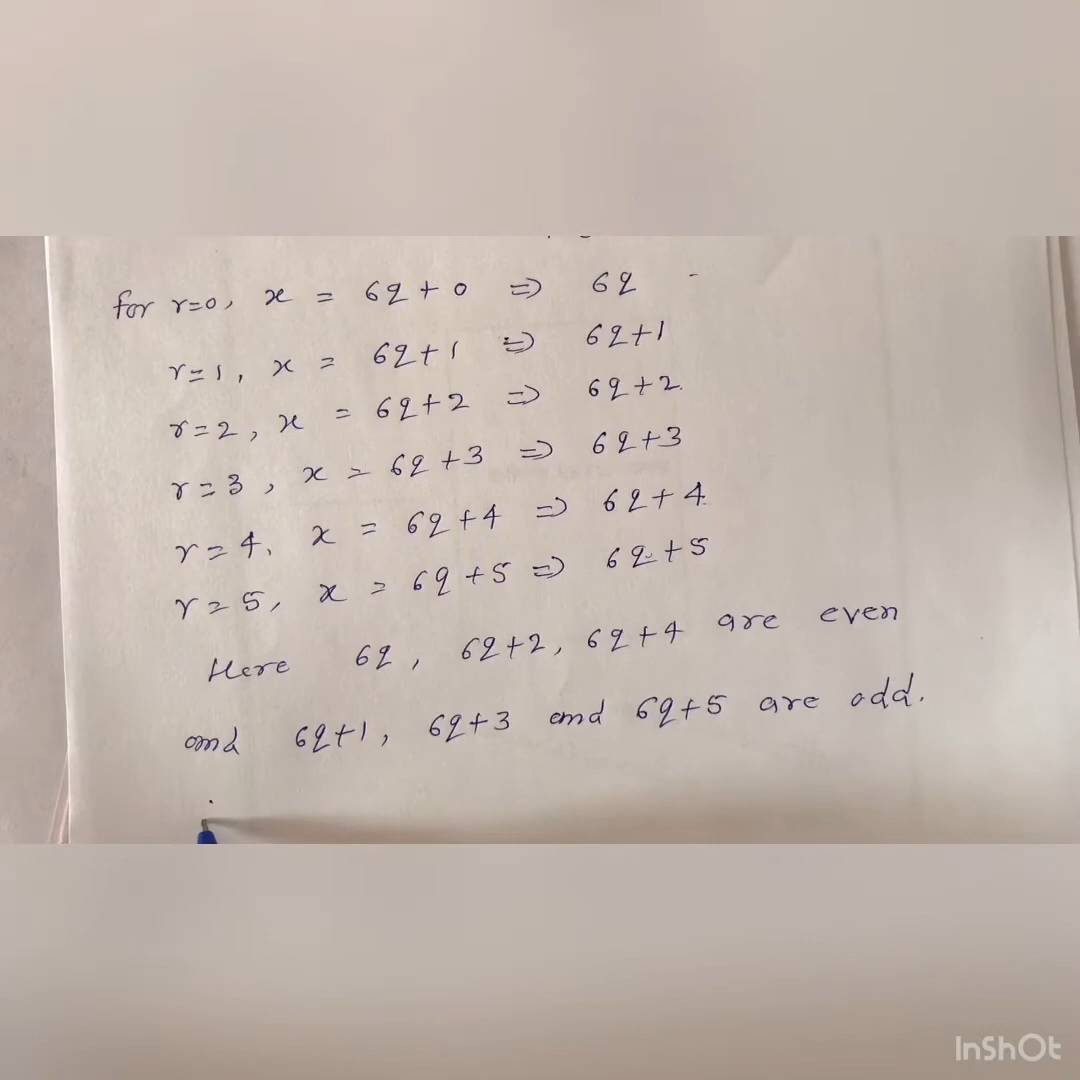 for r=0, x = 6q + 0 ⇒ 6q
r=1, x = 6q+1 ⇒ 6q+1
r=2, x = 6q+2 ⇒ 6q+2
r=3, x = 6q+3 ⇒ 6q+3
r=4, x = 6q+4 ⇒ 6q+4
r=5, x = 6q+5 ⇒ 6q+5
Here 6q, 6q+2, 6q+4 are even
and 6q+1, 6q+3 and 6q+5 are odd.
InShOt